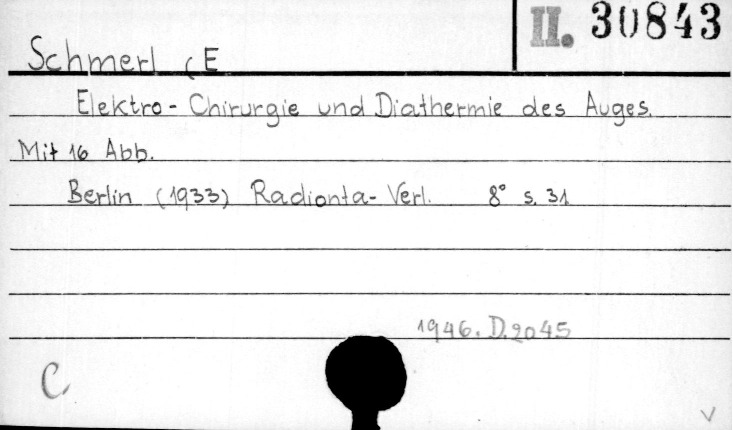 II. 30843
Schmerl, E
Elektro-Chirurgie und Diathermie des Auges.
Mit 16 Abb.
Berlin (1933) Radionta-Verl. 8° s. 31
1946. D. 2045
C
V